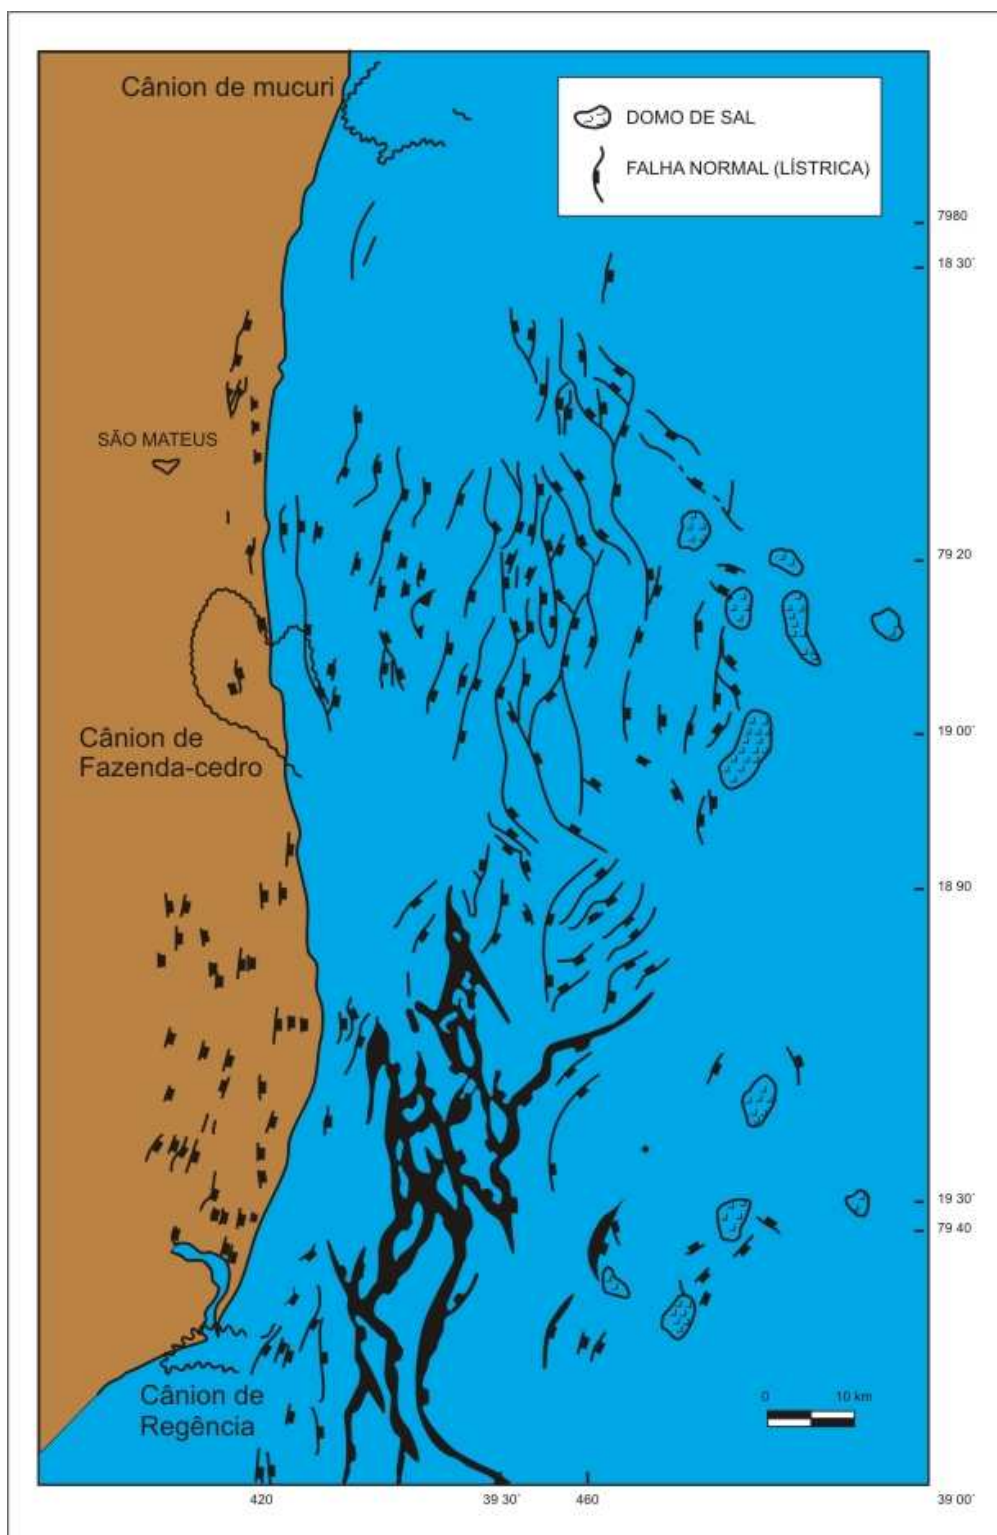 Cânion de mucuri
DOMO DE SAL
FALHA NORMAL (LÍSTRICA)
7980
18 30´
SÃO MATEUS
79 20
19 00´
Cânion de
Fazenda-cedro
18 90
19 30´
79 40
Cânion de
Regência
0 10 km
420 39 30´ 460 39 00´